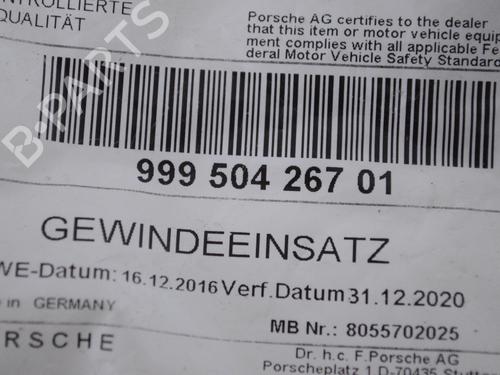 KONTROLLIERTE
QUALITÄT
Porsche AG certifies to the dealer
that this item or motor vehicle equip
ment complies with all applicable Fe
deral Motor Vehicle Safety Standard
B-PARTS
999 504 267 01
GEWINDEEINSATZ
WE-Datum: 16.12.2016 Verf.Datum 31.12.2020
in GERMANY
MB Nr.: 8055702025
ORSCHE
Dr. h.c. F.Porsche AG
Porscheplatz 1 D-70435 Stutt